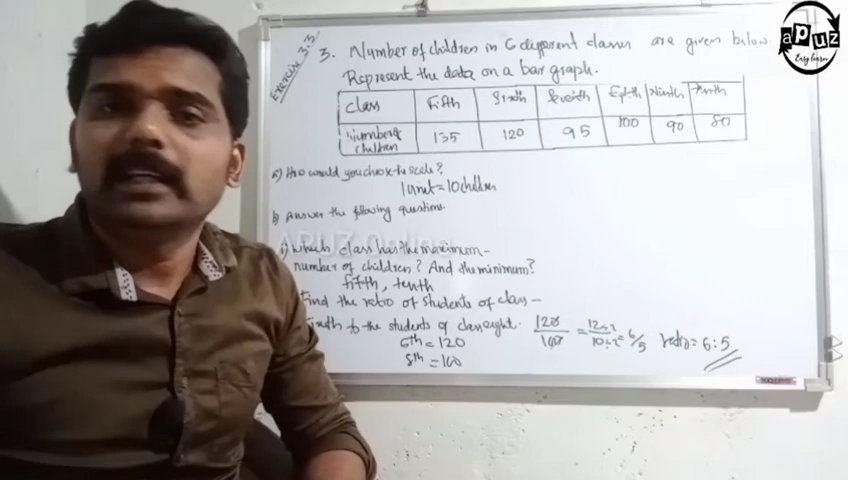 Exercise 3.3
3. Number of children in 6 different classes are given below
Represent the data on a bar graph.
Class Fifth Sixth Seventh Eighth Ninth Tenth
Number of children 135 120 95 100 90 80
a) How would you choose the scale?
1 unit = 10 children
b) Answer the following questions.
i) Which class has the maximum
number of children? And the minimum?
fifth, tenth
Find the ratio of students of class
sixth to the students of class eight. 120/100 = 12÷2/10÷2 = 6/5 ratio = 6:5
6th = 120
8th = 100
APUZ Online
apuz
Easy learn